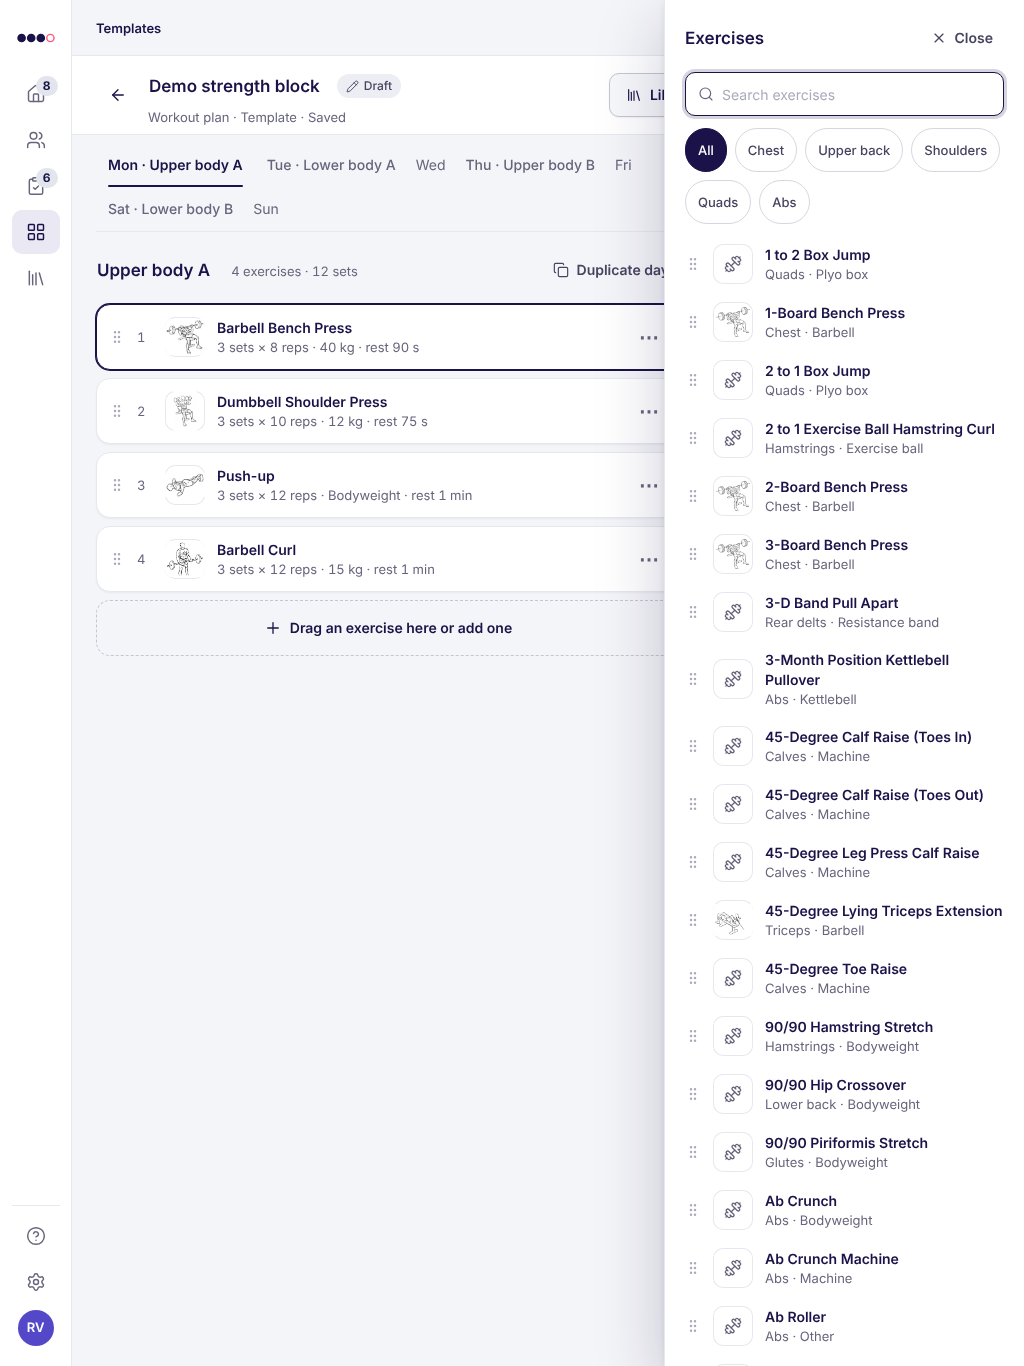 Templates
8
6
Demo strength block
Draft
Workout plan · Template · Saved
Mon · Upper body A
Tue · Lower body A
Wed
Thu · Upper body B
Fri
Sat · Lower body B
Sun
Upper body A
4 exercises · 12 sets
Duplicate day
1
Barbell Bench Press
3 sets × 8 reps · 40 kg · rest 90 s
2
Dumbbell Shoulder Press
3 sets × 10 reps · 12 kg · rest 75 s
3
Push-up
3 sets × 12 reps · Bodyweight · rest 1 min
4
Barbell Curl
3 sets × 12 reps · 15 kg · rest 1 min
Drag an exercise here or add one
RV
Exercises
Close
Search exercises
All
Chest
Upper back
Shoulders
Quads
Abs
1 to 2 Box Jump
Quads · Plyo box
1-Board Bench Press
Chest · Barbell
2 to 1 Box Jump
Quads · Plyo box
2 to 1 Exercise Ball Hamstring Curl
Hamstrings · Exercise ball
2-Board Bench Press
Chest · Barbell
3-Board Bench Press
Chest · Barbell
3-D Band Pull Apart
Rear delts · Resistance band
3-Month Position Kettlebell
Pullover
Abs · Kettlebell
45-Degree Calf Raise (Toes In)
Calves · Machine
45-Degree Calf Raise (Toes Out)
Calves · Machine
45-Degree Leg Press Calf Raise
Calves · Machine
45-Degree Lying Triceps Extension
Triceps · Barbell
45-Degree Toe Raise
Calves · Machine
90/90 Hamstring Stretch
Hamstrings · Bodyweight
90/90 Hip Crossover
Lower back · Bodyweight
90/90 Piriformis Stretch
Glutes · Bodyweight
Ab Crunch
Abs · Bodyweight
Ab Crunch Machine
Abs · Machine
Ab Roller
Abs · Other